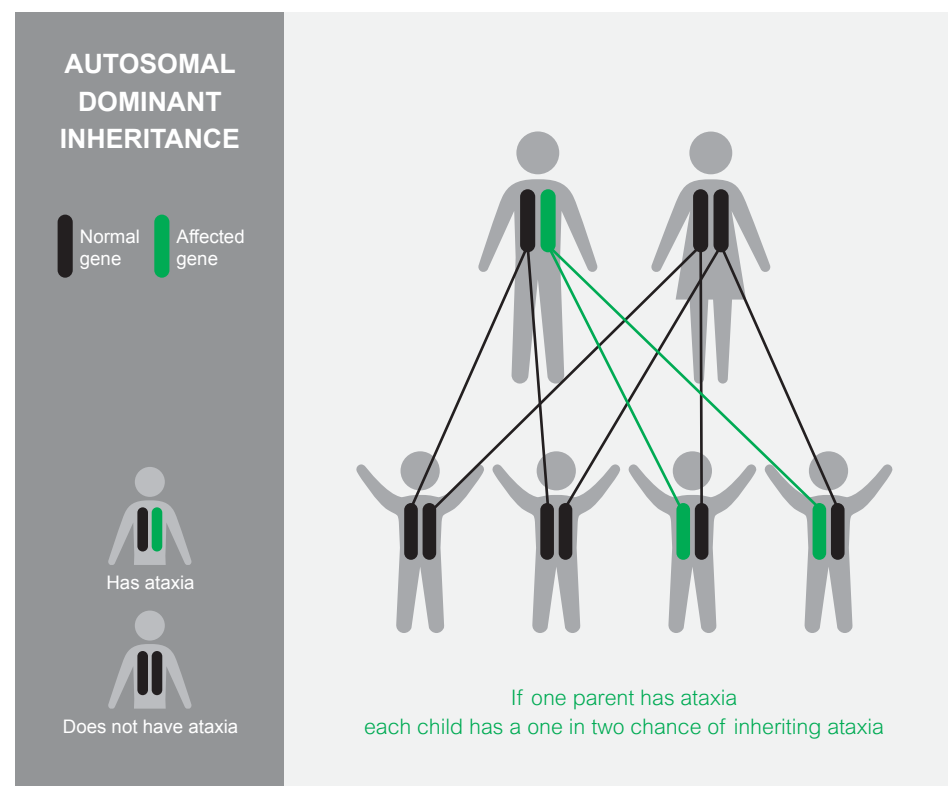 AUTOSOMAL
DOMINANT
INHERITANCE
Normal
gene
Affected
gene
Has ataxia
Does not have ataxia
If one parent has ataxia
each child has a one in two chance of inheriting ataxia